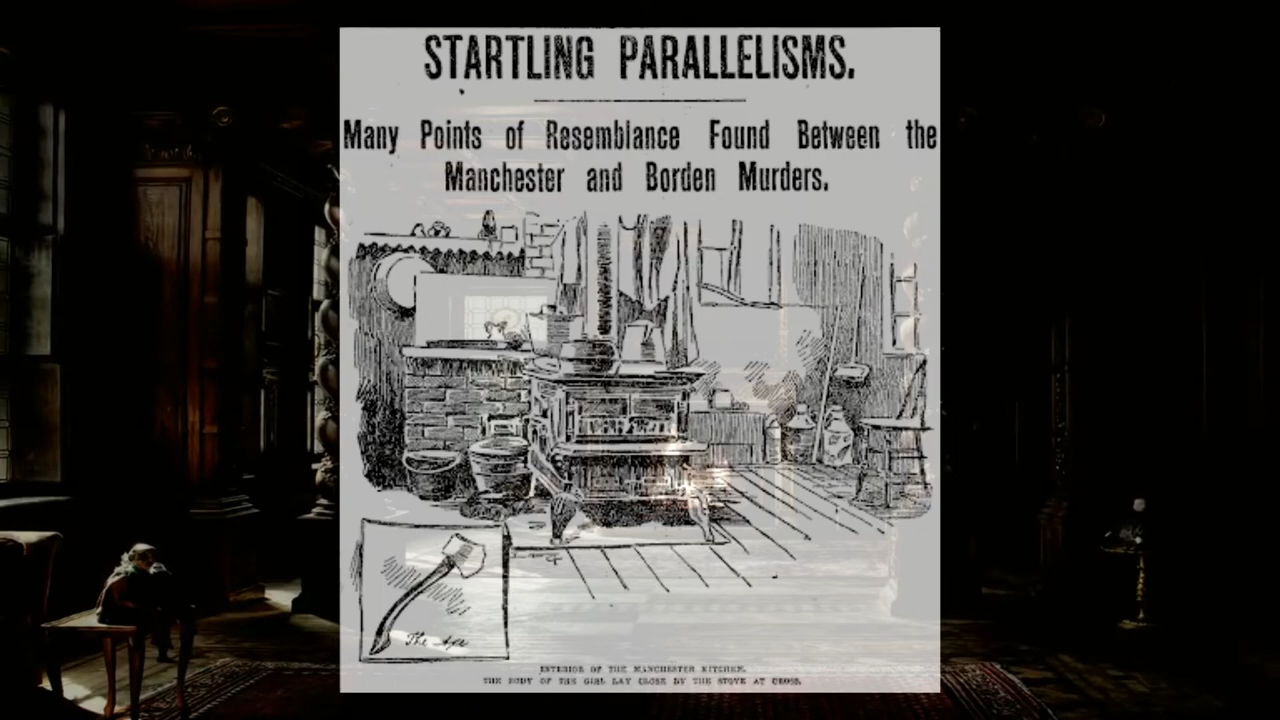 STARTLING PARALLELISMS.
Many Points of Resemblance Found Between the
Manchester and Borden Murders.
The Axe
INTERIOR OF THE MANCHESTER KITCHEN.
THE BODY OF THE GIRL LAY CLOSE BY THE STOVE AT CROSS.